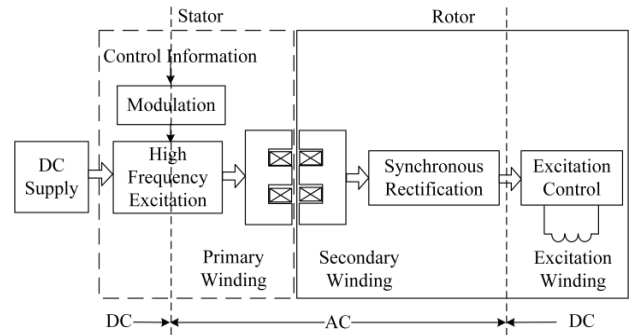 Stator
Rotor
Control Information
Modulation
DC
Supply
High
Frequency
Excitation
Synchronous
Rectification
Excitation
Control
Primary
Winding
Secondary
Winding
Excitation
Winding
DC
AC
DC